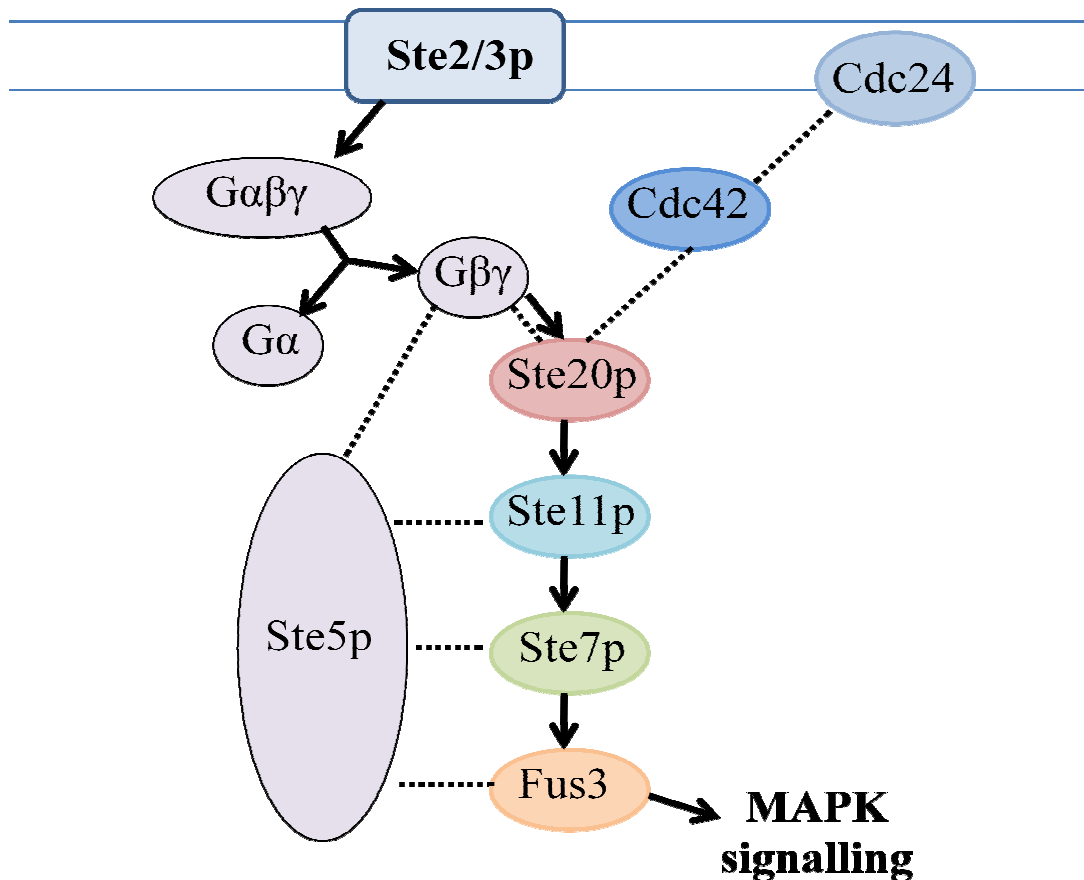 Ste2/3p
Cdc24
Gαβγ
Cdc42
Gβγ
Gα
Ste20p
Ste11p
Ste5p
Ste7p
Fus3
MAPK
signalling